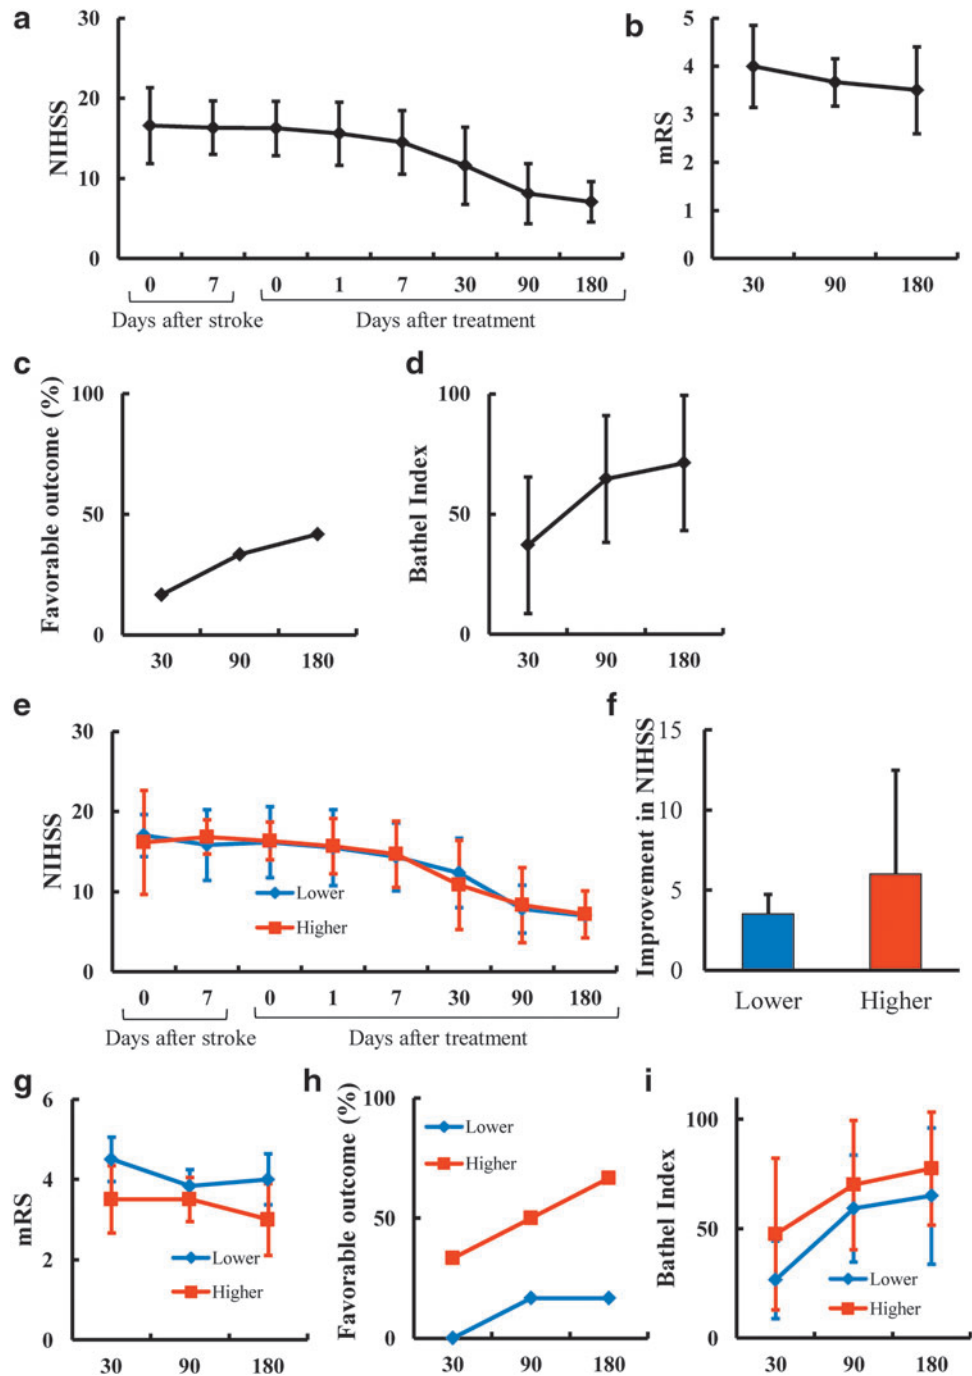 a
30
20
10
0
NIHSS
0 7 0 1 7 30 90 180
Days after stroke
Days after treatment
b
5
4
3
2
1
0
mRS
30 90 180
c
100
50
0
Favorable outcome (%)
30 90 180
d
100
50
0
Bathel Index
30 90 180
e
30
20
10
0
NIHSS
Lower
Higher
0 7 0 1 7 30 90 180
Days after stroke
Days after treatment
f
15
10
5
0
Improvement in NIHSS
Lower Higher
g
6
4
2
0
mRS
Lower
Higher
30 90 180
h
100
50
0
Favorable outcome (%)
Lower
Higher
30 90 180
i
100
50
0
Bathel Index
Lower
Higher
30 90 180